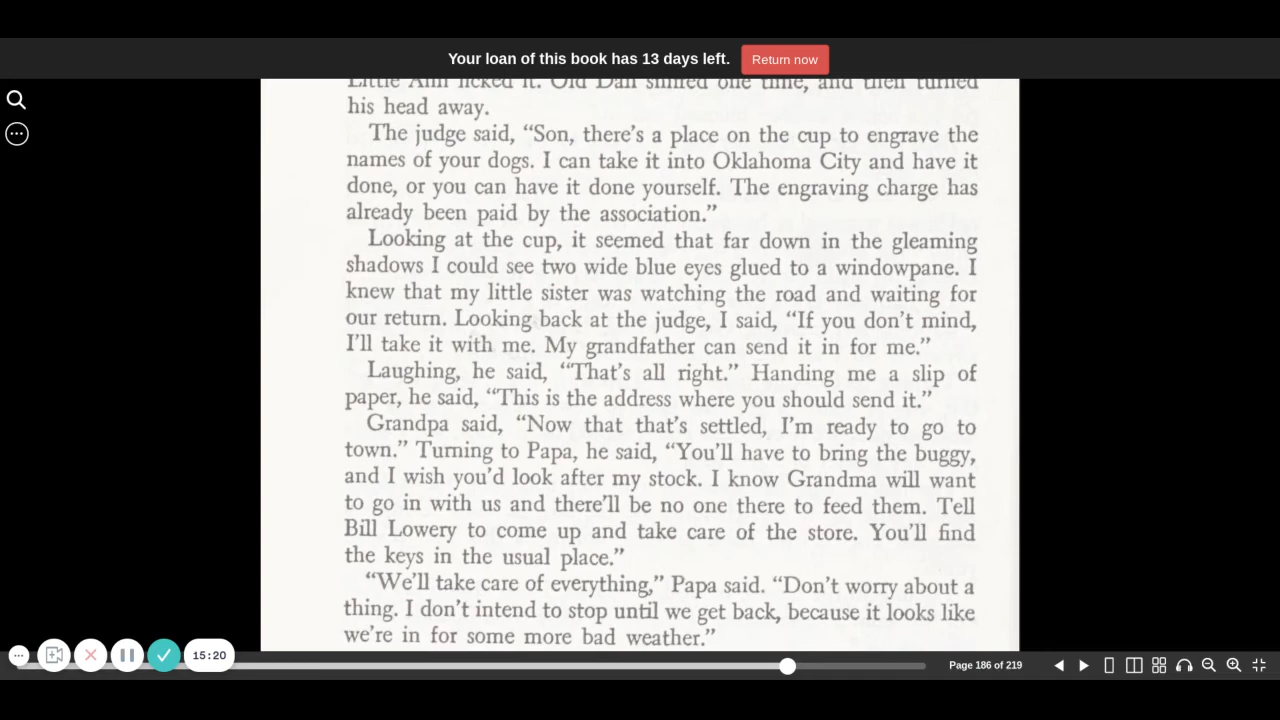 Your loan of this book has 13 days left. Return now
Little Ann licked it. Old Dan sniffed one time, and then turned
his head away.
The judge said, “Son, there’s a place on the cup to engrave the
names of your dogs. I can take it into Oklahoma City and have it
done, or you can have it done yourself. The engraving charge has
already been paid by the association.”
Looking at the cup, it seemed that far down in the gleaming
shadows I could see two wide blue eyes glued to a windowpane. I
knew that my little sister was watching the road and waiting for
our return. Looking back at the judge, I said, “If you don’t mind,
I’ll take it with me. My grandfather can send it in for me.”
Laughing, he said, “That’s all right.” Handing me a slip of
paper, he said, “This is the address where you should send it.”
Grandpa said, “Now that that’s settled, I’m ready to go to
town.” Turning to Papa, he said, “You’ll have to bring the buggy,
and I wish you’d look after my stock. I know Grandma will want
to go in with us and there’ll be no one there to feed them. Tell
Bill Lowery to come up and take care of the store. You’ll find
the keys in the usual place.”
“We’ll take care of everything,” Papa said. “Don’t worry about a
thing. I don’t intend to stop until we get back, because it looks like
we’re in for some more bad weather.”
15:20
Page 186 of 219